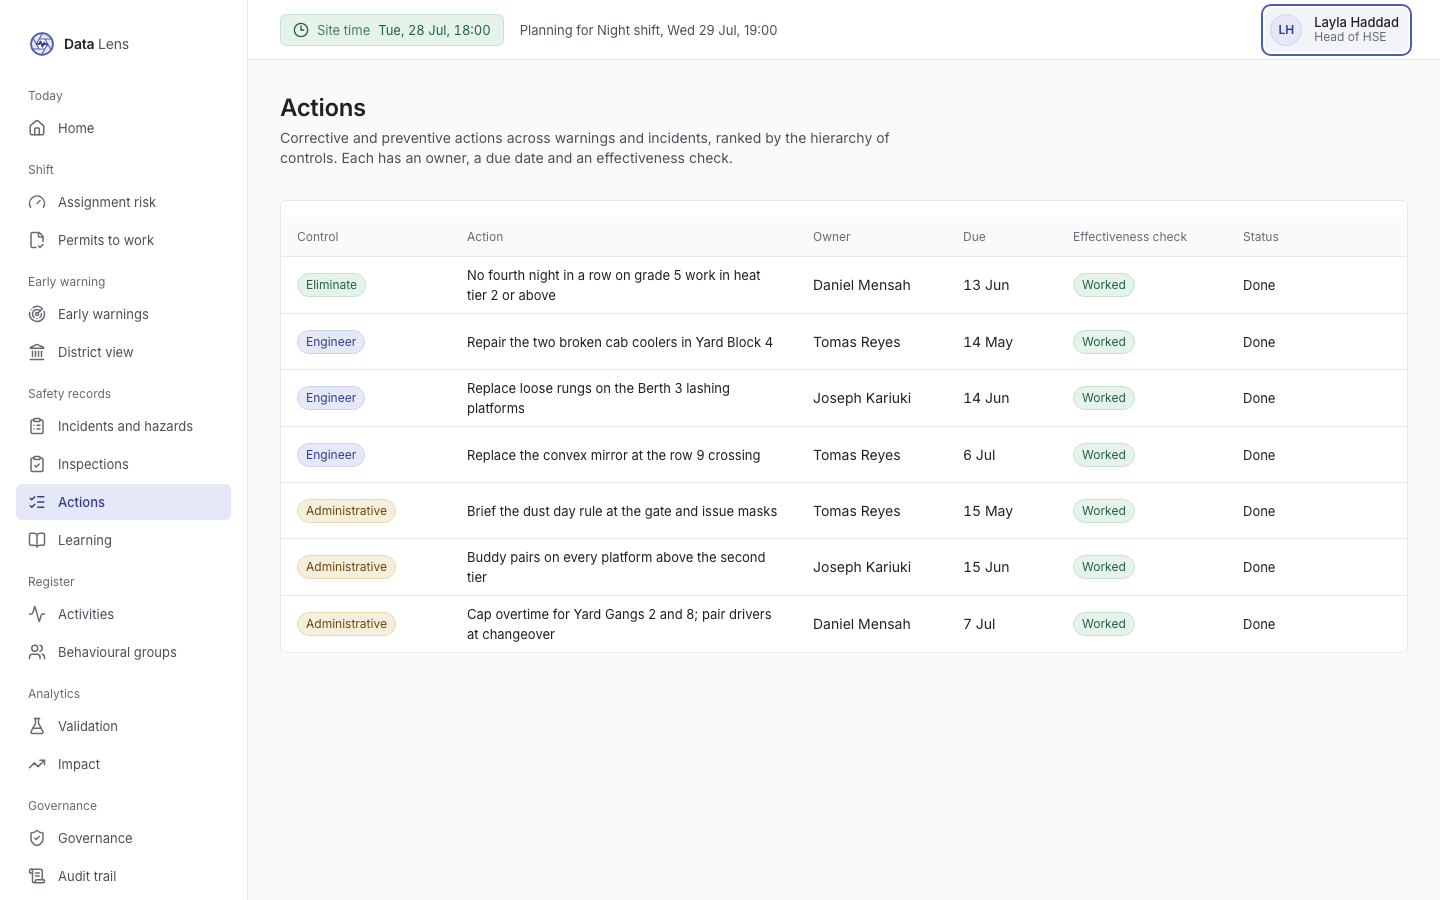 Data Lens
Today
Home
Shift
Assignment risk
Permits to work
Early warning
Early warnings
District view
Safety records
Incidents and hazards
Inspections
Actions
Learning
Register
Activities
Behavioural groups
Analytics
Validation
Impact
Governance
Governance
Audit trail
Site time Tue, 28 Jul, 18:00
Planning for Night shift, Wed 29 Jul, 19:00
LH
Layla Haddad
Head of HSE
Actions
Corrective and preventive actions across warnings and incidents, ranked by the hierarchy of
controls. Each has an owner, a due date and an effectiveness check.
Control Action Owner Due Effectiveness check Status
Eliminate No fourth night in a row on grade 5 work in heat
tier 2 or above Daniel Mensah 13 Jun Worked Done
Engineer Repair the two broken cab coolers in Yard Block 4 Tomas Reyes 14 May Worked Done
Engineer Replace loose rungs on the Berth 3 lashing
platforms Joseph Kariuki 14 Jun Worked Done
Engineer Replace the convex mirror at the row 9 crossing Tomas Reyes 6 Jul Worked Done
Administrative Brief the dust day rule at the gate and issue masks Tomas Reyes 15 May Worked Done
Administrative Buddy pairs on every platform above the second
tier Joseph Kariuki 15 Jun Worked Done
Administrative Cap overtime for Yard Gangs 2 and 8; pair drivers
at changeover Daniel Mensah 7 Jul Worked Done